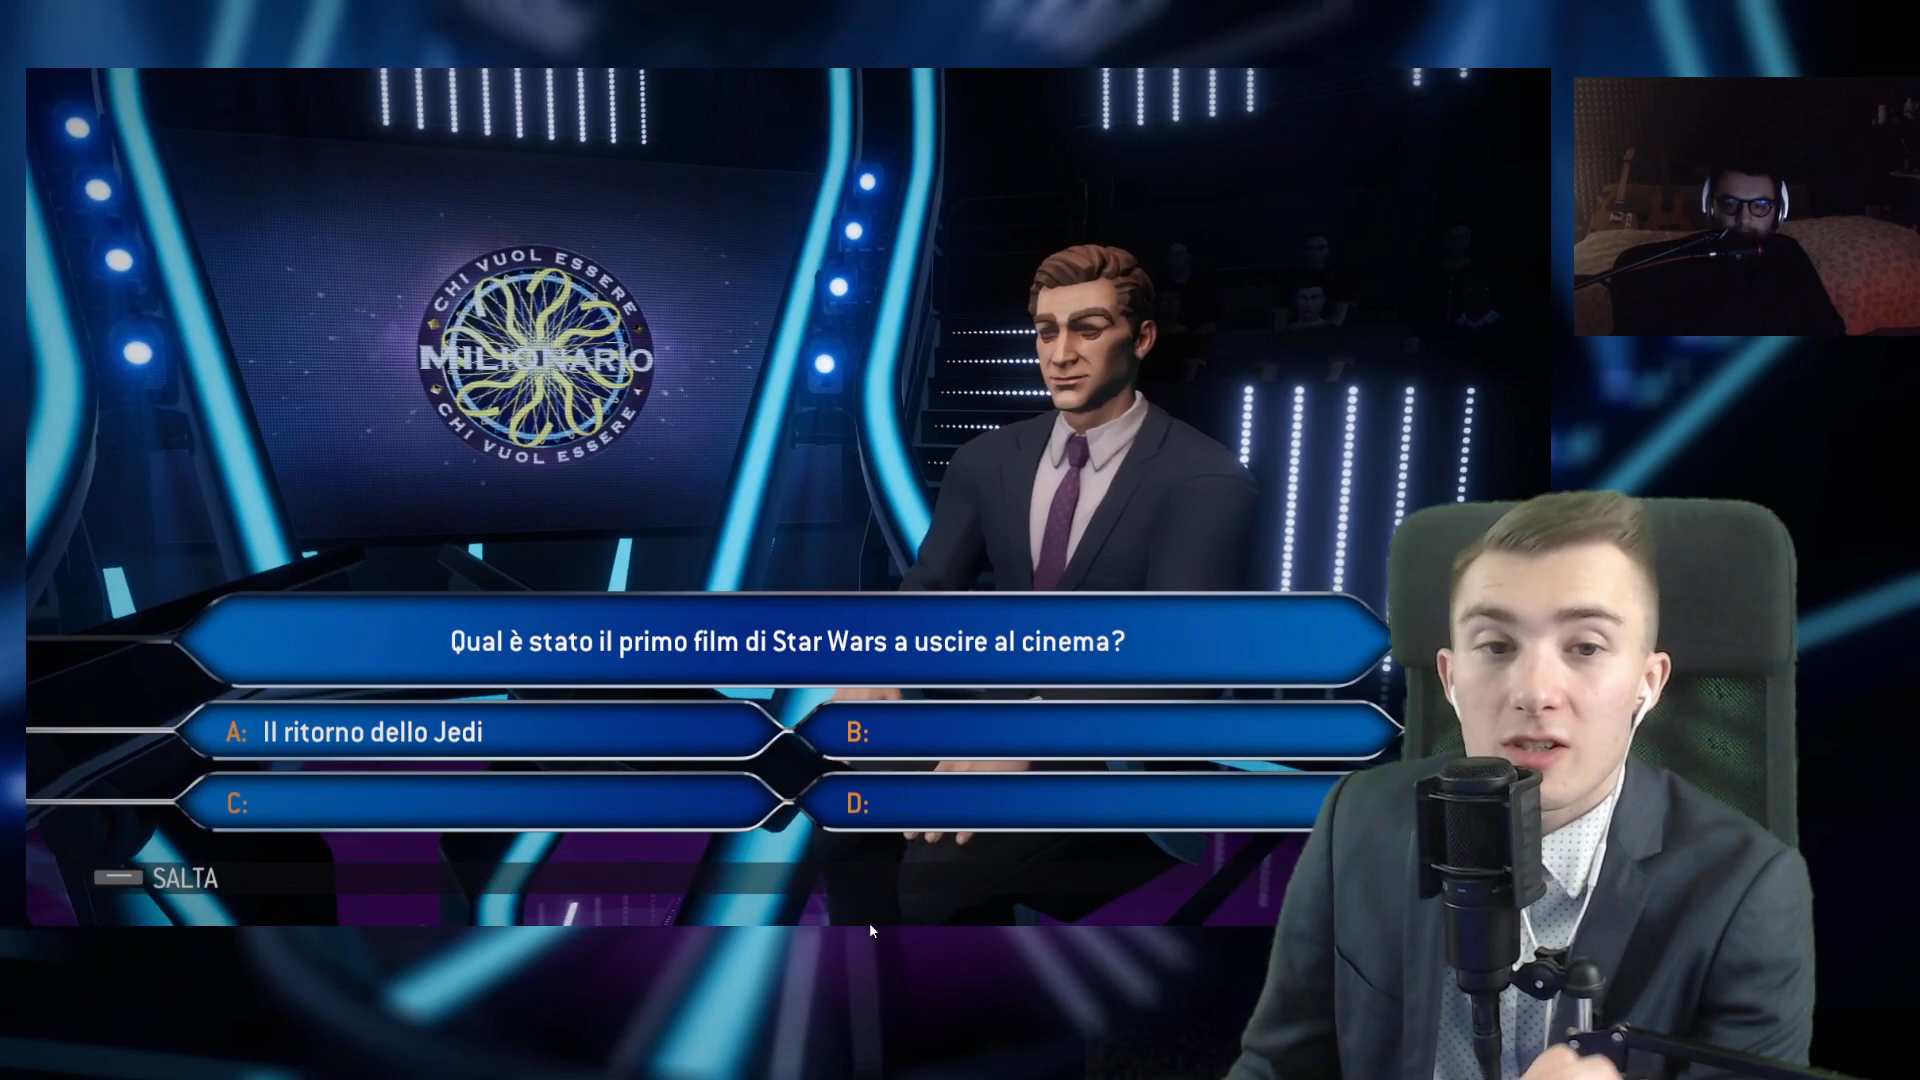 CHI VUOL ESSERE
MILIONARIO
CHI VUOL ESSERE
Qual è stato il primo film di Star Wars a uscire al cinema?
A: Il ritorno dello Jedi
B:
C:
D:
SALTA